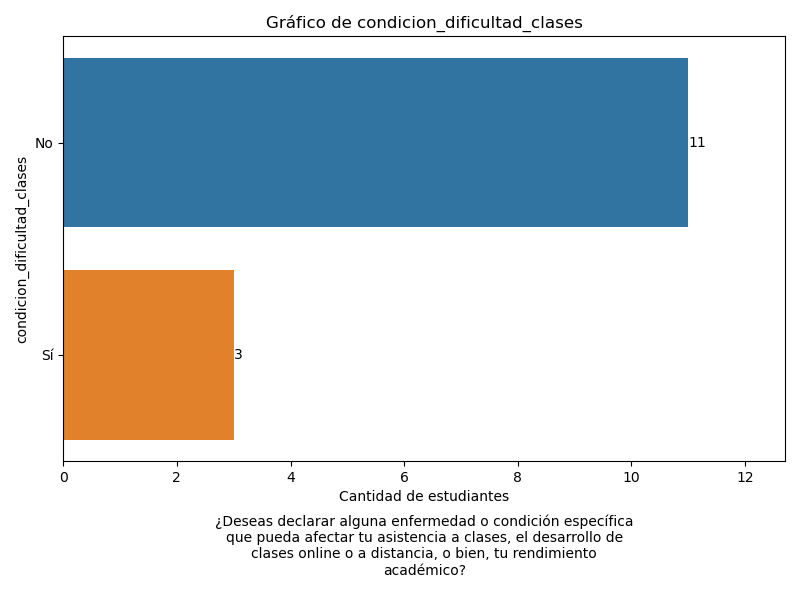 Gráfico de condicion_dificultad_clases
condicion_dificultad_clases
No
11
Sí
3
0
2
4
6
8
10
12
Cantidad de estudiantes
¿Deseas declarar alguna enfermedad o condición específica
que pueda afectar tu asistencia a clases, el desarrollo de
clases online o a distancia, o bien, tu rendimiento
académico?